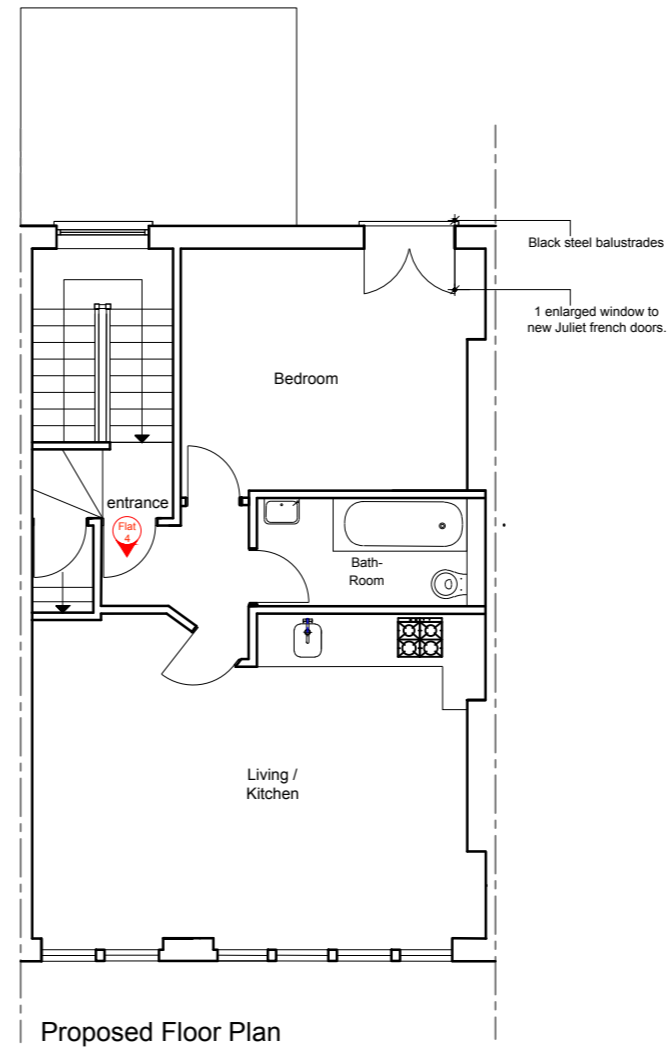 Black steel balustrades
1 enlarged window to
new Juliet french doors.
Bedroom
entrance
Flat
4
Bath-
Room
Living /
Kitchen
Proposed Floor Plan